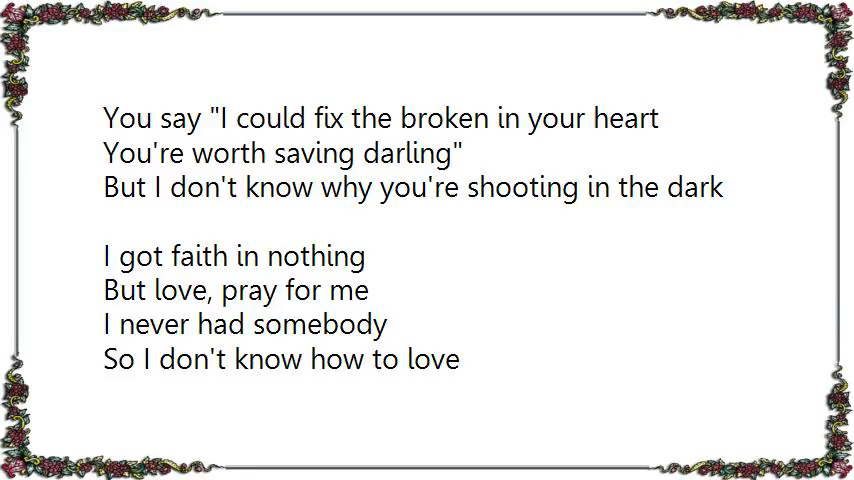 You say "I could fix the broken in your heart
You're worth saving darling"
But I don't know why you're shooting in the dark
I got faith in nothing
But love, pray for me
I never had somebody
So I don't know how to love